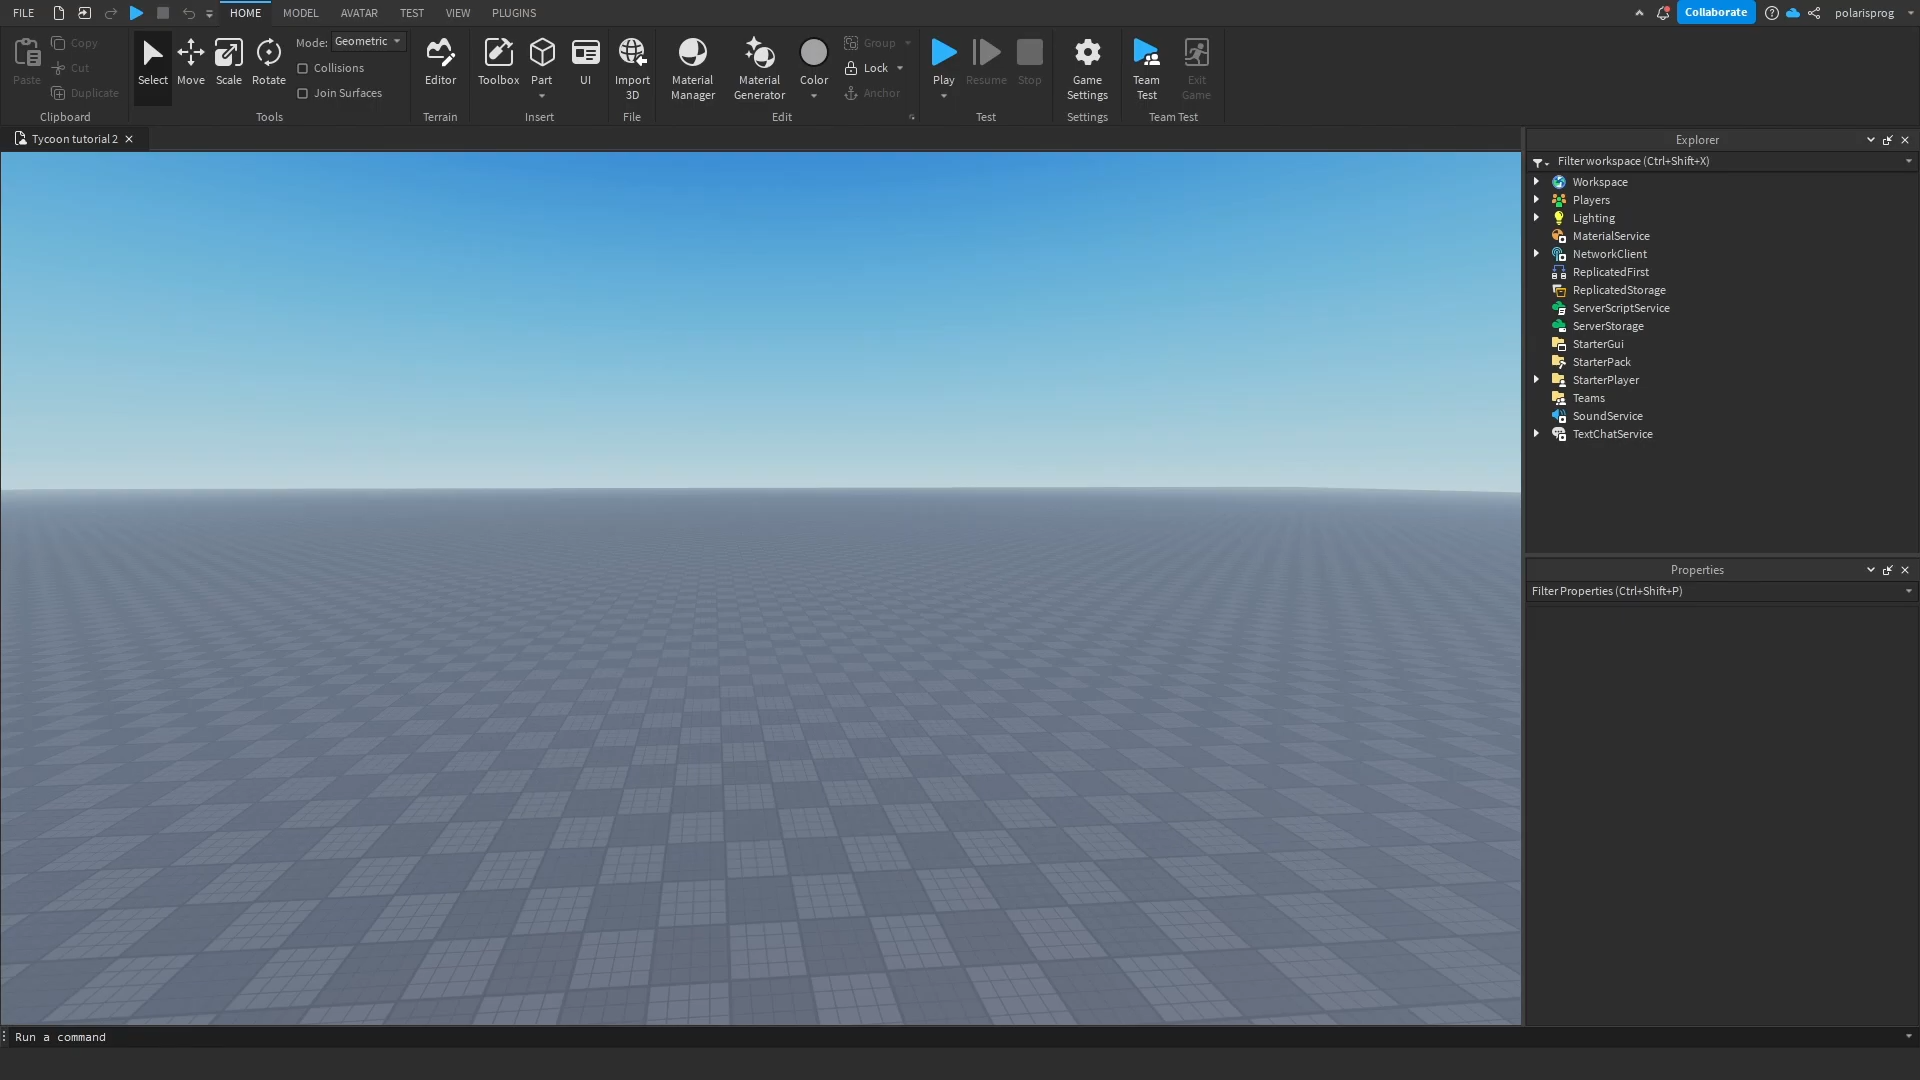 FILE HOME MODEL AVATAR TEST VIEW PLUGINS Collaborate polarisprog
Paste Copy Cut Duplicate
Clipboard
Select Move Scale Rotate Mode: Geometric
Collisions
Join Surfaces
Tools
Editor
Terrain
Toolbox Part UI
Insert
Import
3D
File
Material
Manager
Material
Generator
Color
Group
Lock
Anchor
Edit
Play Resume Stop
Test
Game
Settings
Settings
Team
Test
Exit
Game
Team Test
Tycoon tutorial 2
Explorer
Filter workspace (Ctrl+Shift+X)
Workspace
Players
Lighting
MaterialService
NetworkClient
ReplicatedFirst
ReplicatedStorage
ServerScriptService
ServerStorage
StarterGui
StarterPack
StarterPlayer
Teams
SoundService
TextChatService
Properties
Filter Properties (Ctrl+Shift+P)
Run a command